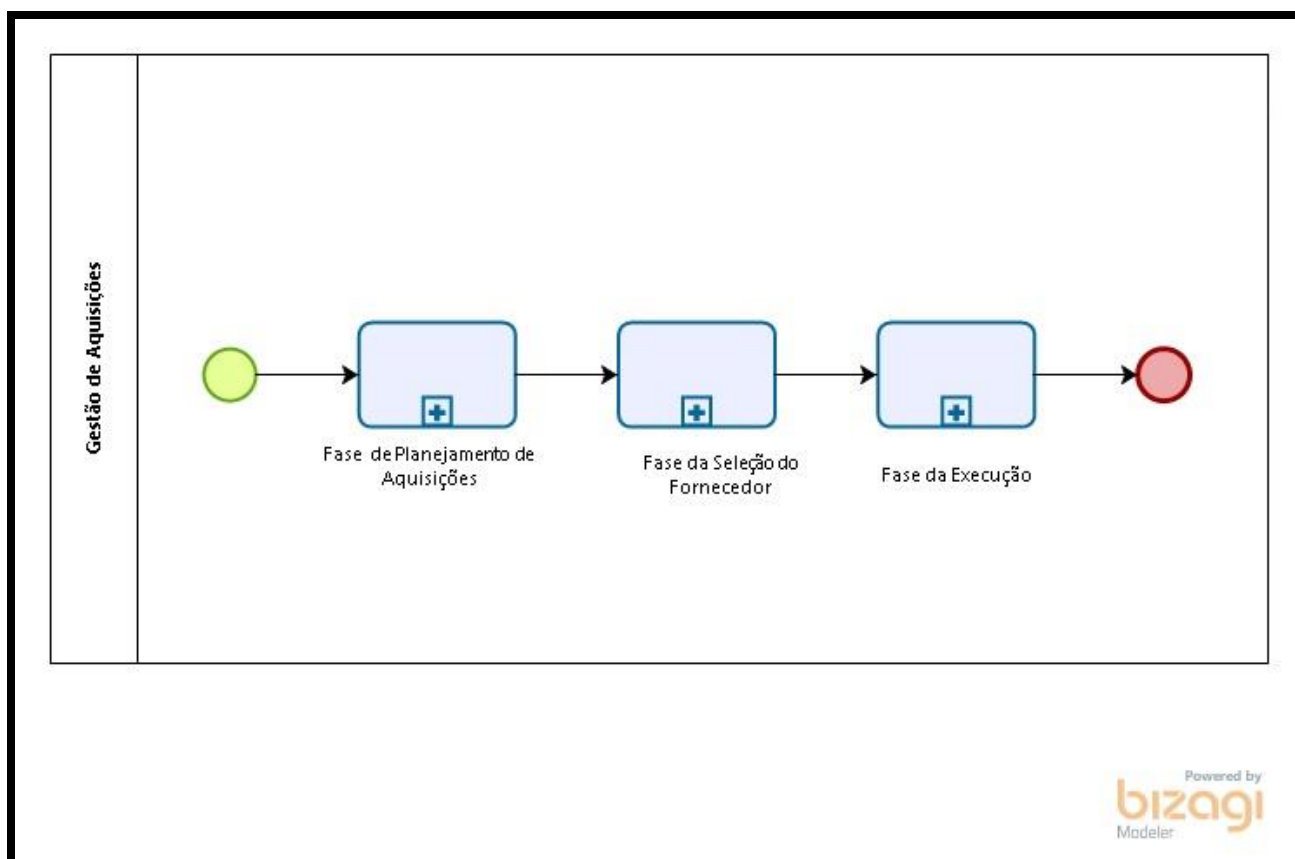 Gestão de Aquisições
Fase de Planejamento de
Aquisições
Fase da Seleção do
Fornecedor
Fase da Execução
Powered by
bizagi
Modeler